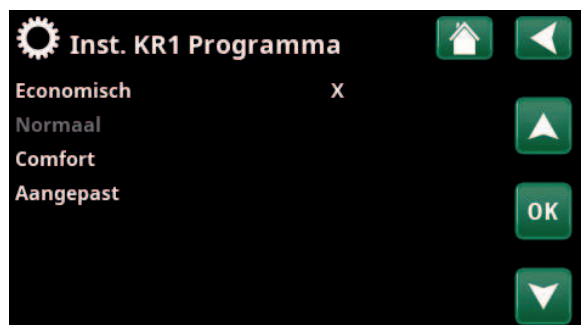 Inst. KR1 Programma
Economisch X
Normaal
Comfort
Aangepast
OK